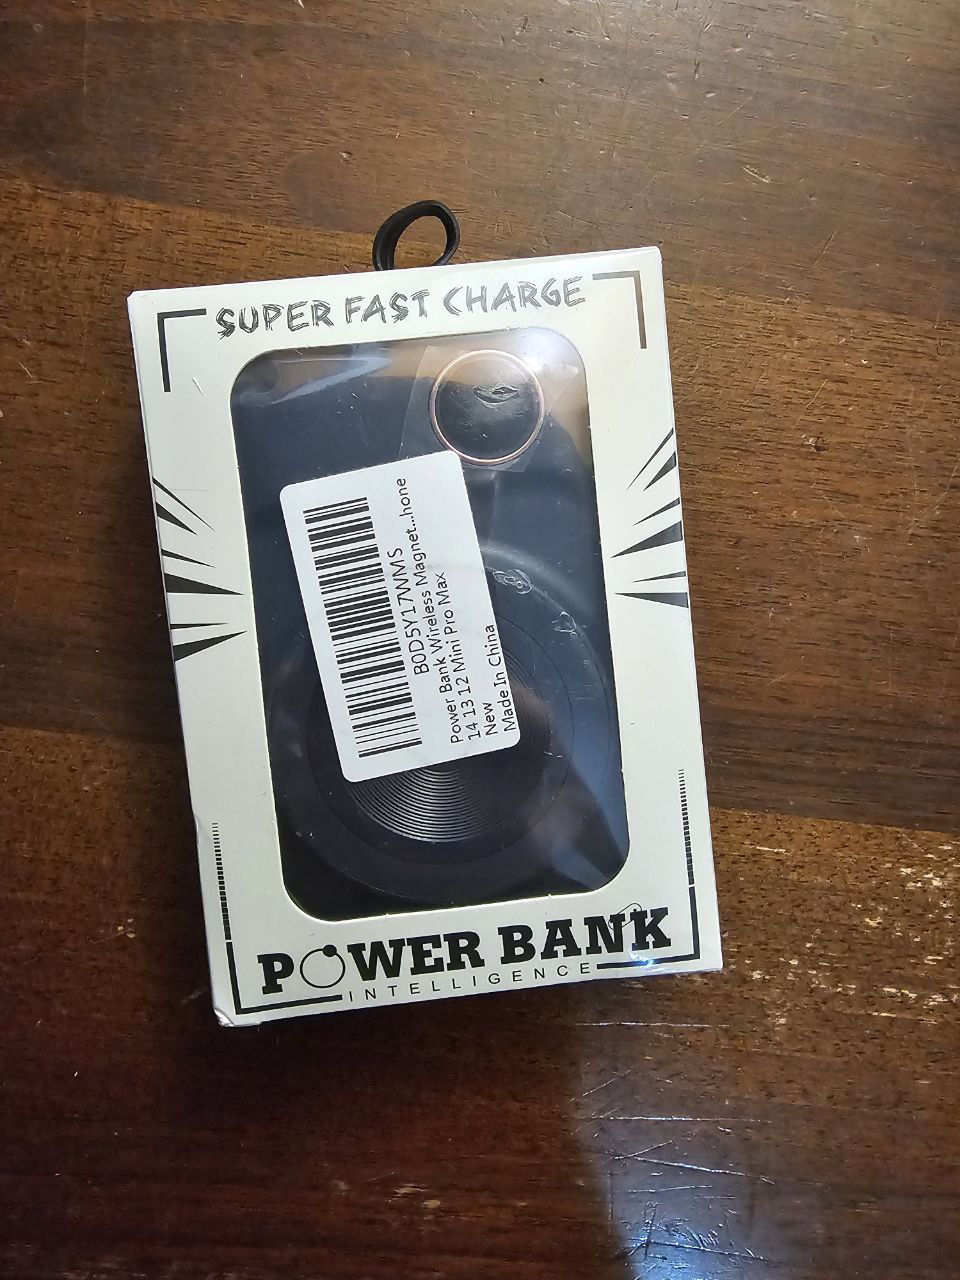 SUPER FAST CHARGE
B0D5Y17WMS
Power Bank Wireless Magnet...hone
14 13 12 Mini Pro Max
New
Made In China
POWER BANK
INTELLIGENCE